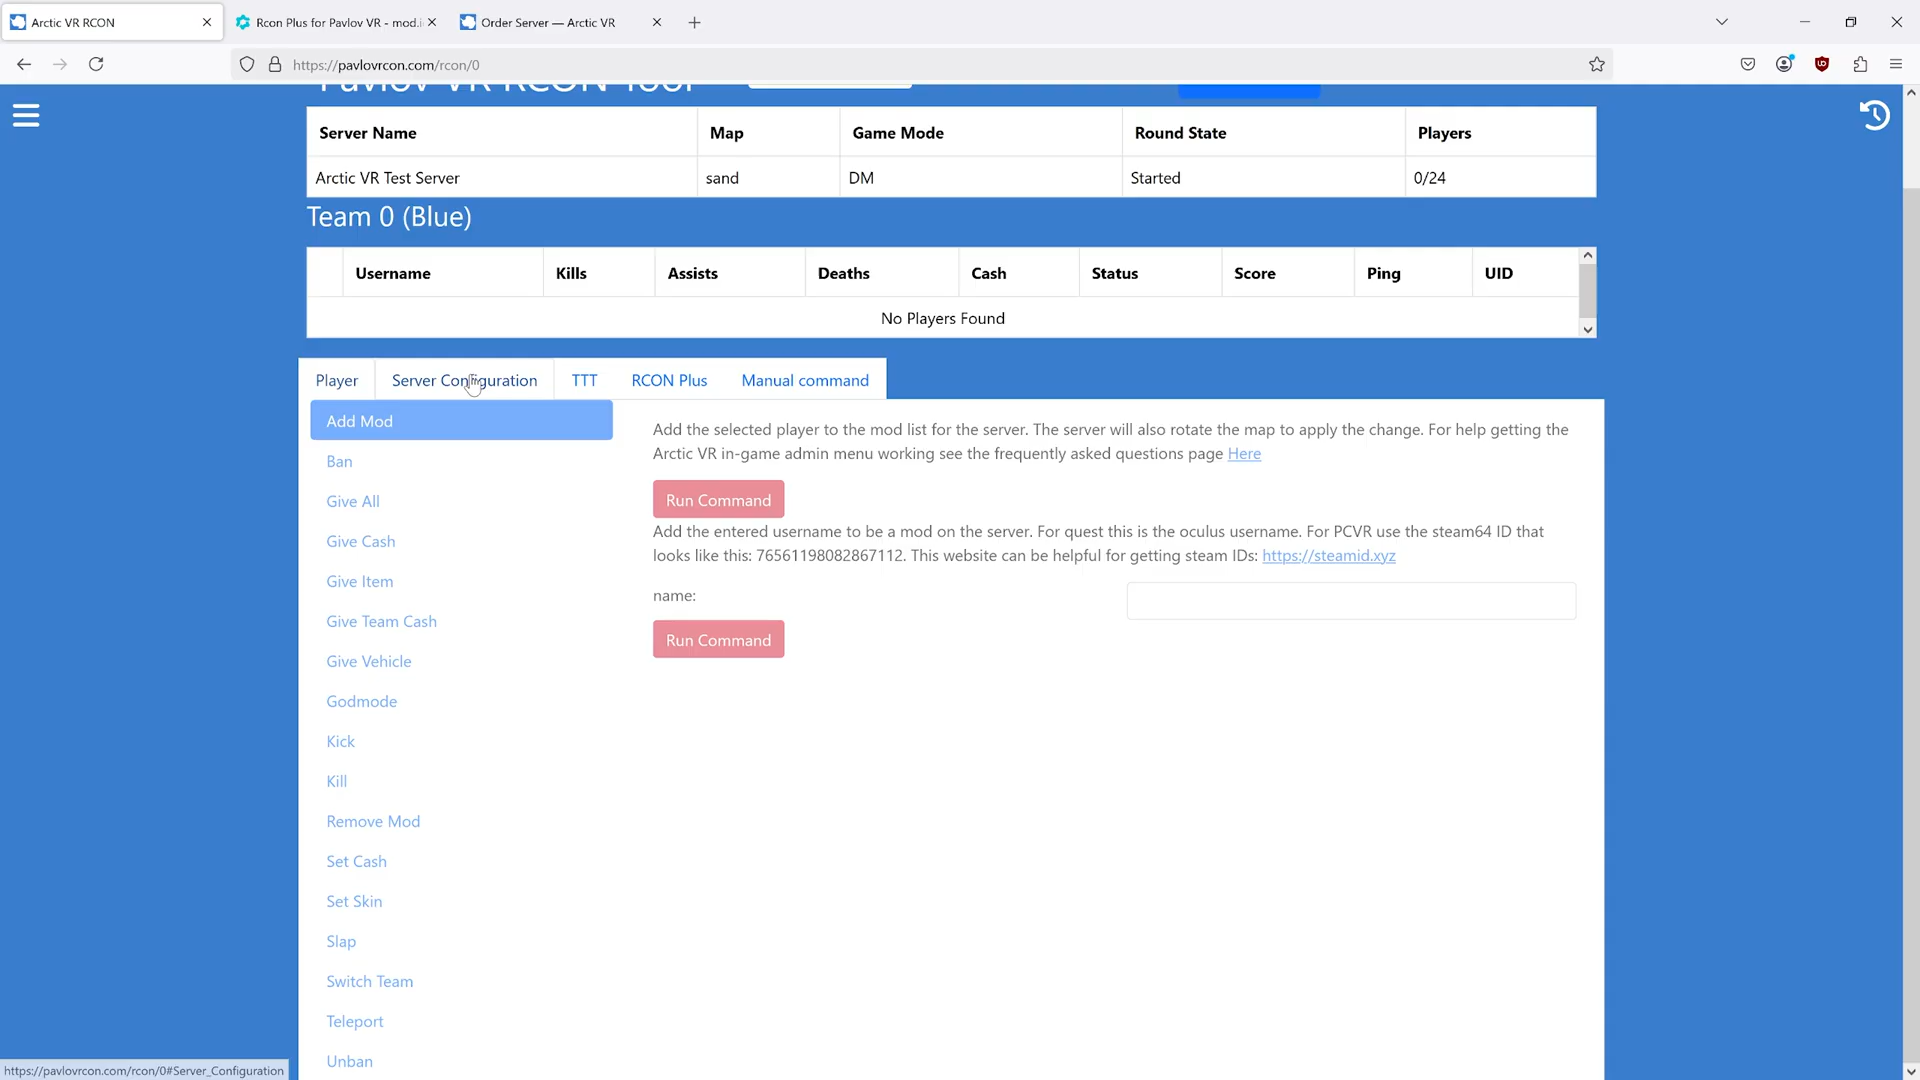 Arctic VR RCON
Rcon Plus for Pavlov VR - mod.i
Order Server — Arctic VR
https://pavlovrcon.com/rcon/0
Pavlov VR RCON Tool
Server Name Map Game Mode Round State Players
Arctic VR Test Server sand DM Started 0/24
Team 0 (Blue)
Username Kills Assists Deaths Cash Status Score Ping UID
No Players Found
Player Server Configuration TTT RCON Plus Manual command
Add Mod
Ban
Give All
Give Cash
Give Item
Give Team Cash
Give Vehicle
Godmode
Kick
Kill
Remove Mod
Set Cash
Set Skin
Slap
Switch Team
Teleport
Unban
Add the selected player to the mod list for the server. The server will also rotate the map to apply the change. For help getting the
Arctic VR in-game admin menu working see the frequently asked questions page Here
Run Command
Add the entered username to be a mod on the server. For quest this is the oculus username. For PCVR use the steam64 ID that
looks like this: 76561198082867112. This website can be helpful for getting steam IDs: https://steamid.xyz
name:
Run Command
https://pavlovrcon.com/rcon/0#Server_Configuration